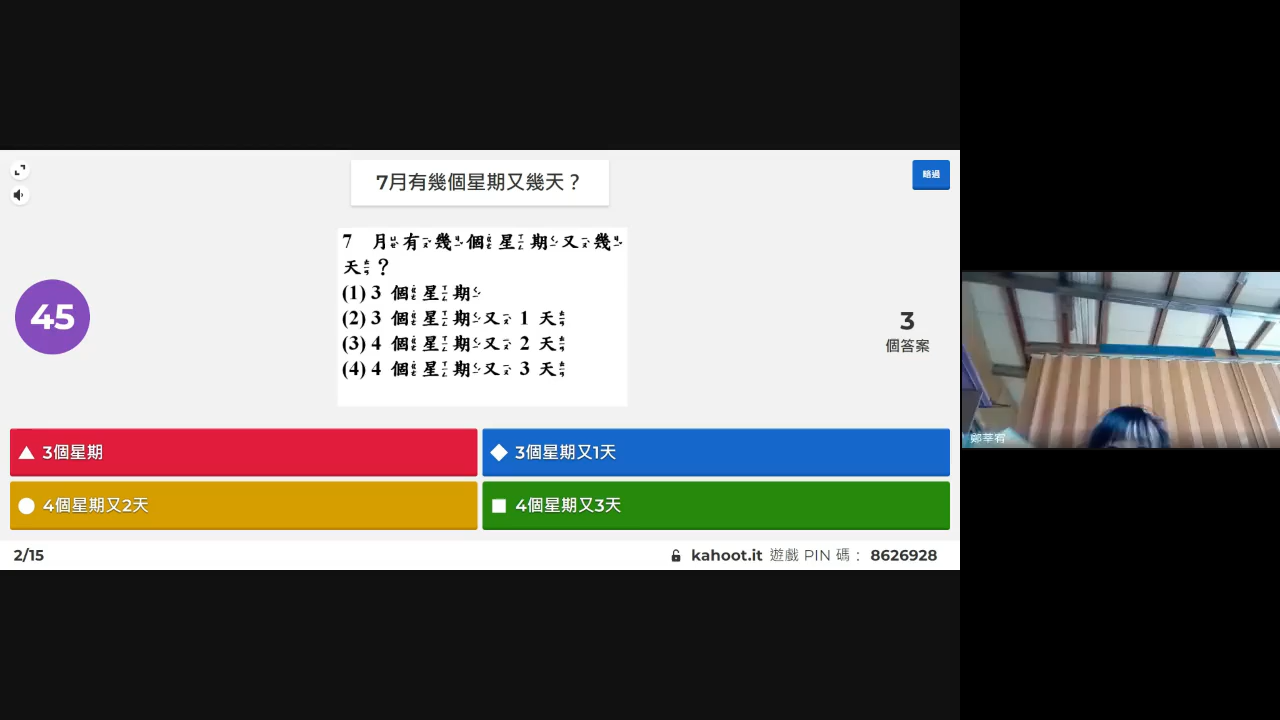 7月有幾個星期又幾天？
略過
7 月有幾個星期又幾
天？
(1) 3 個星期
(2) 3 個星期又 1 天
(3) 4 個星期又 2 天
(4) 4 個星期又 3 天
45
3
個答案
3個星期
3個星期又1天
4個星期又2天
4個星期又3天
2/15
kahoot.it 遊戲 PIN 碼： 8626928
鄭莘宥